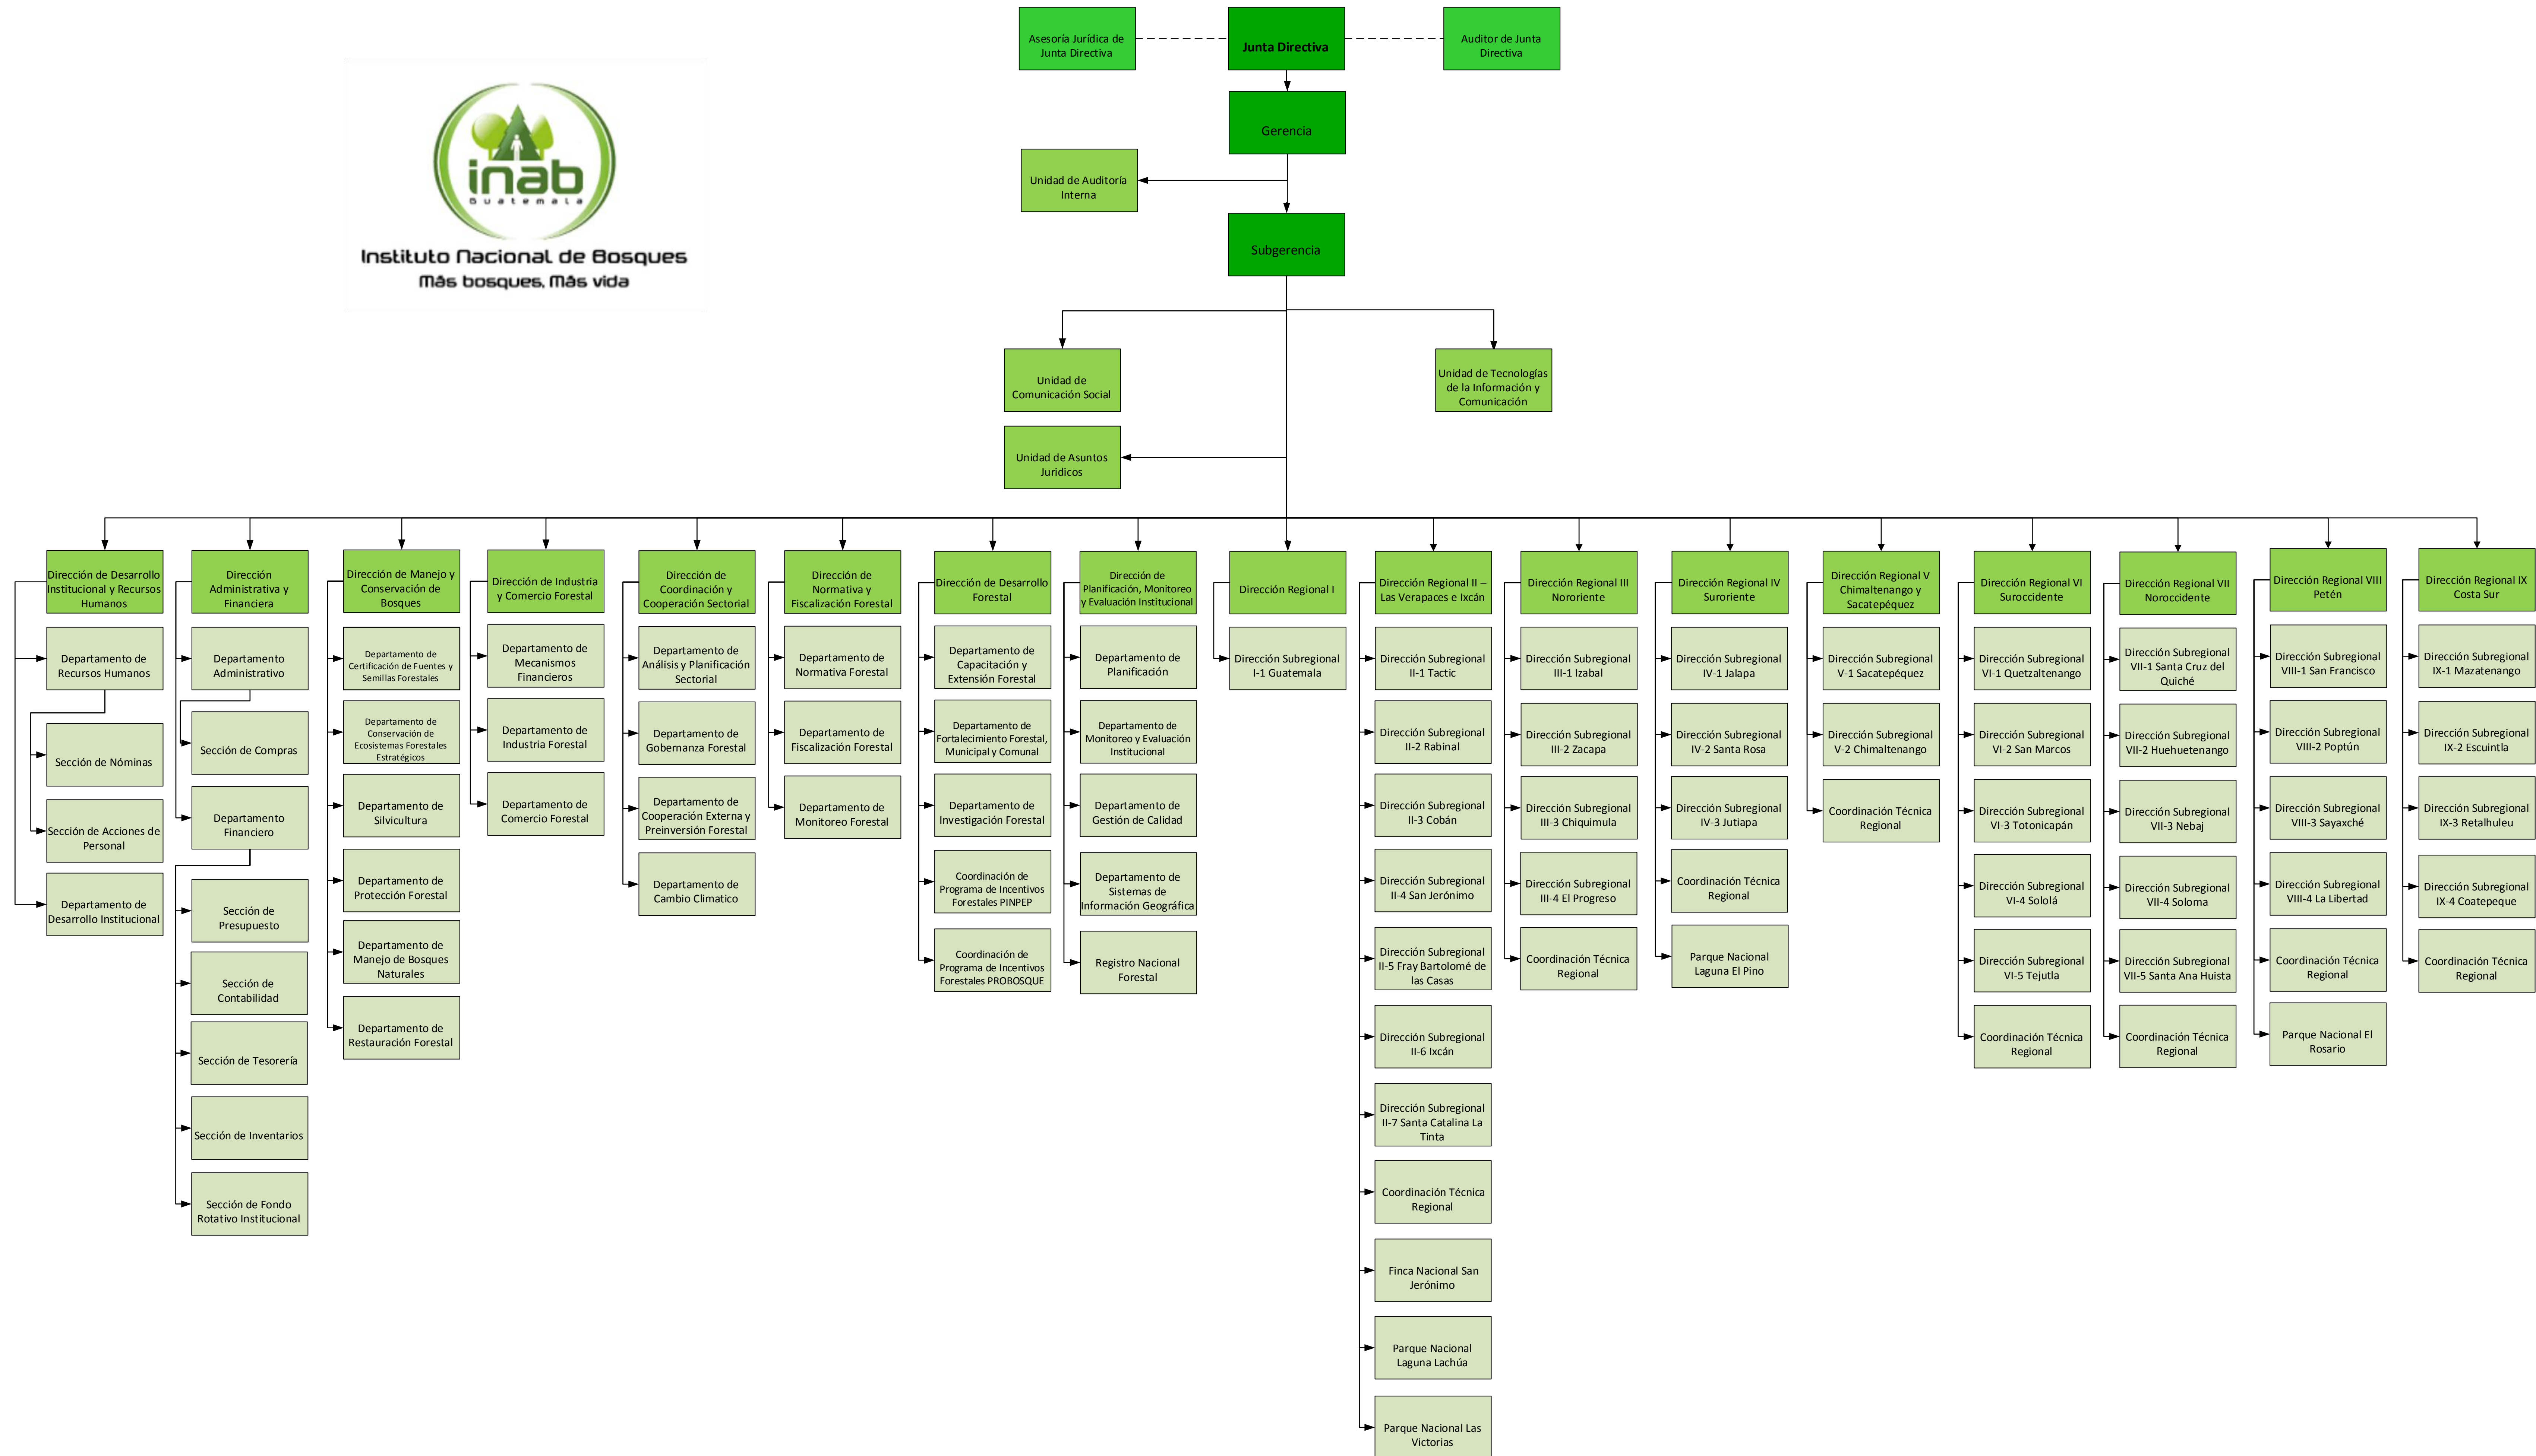 Asesoría Jurídica de
Junta Directiva
Junta Directiva
Auditor de Junta
Directiva
Gerencia
inab
Guatemala
Instituto Nacional de Bosques
Más bosques, Más vida
Unidad de Auditoría
Interna
Subgerencia
Unidad de
Comunicación Social
Unidad de Tecnologías
de la Información y
Comunicación
Unidad de Asuntos
Juridicos
Dirección de Desarrollo
Institucional y Recursos
Humanos
Departamento de
Recursos Humanos
Sección de Nóminas
Sección de Acciones de
Personal
Departamento de
Desarrollo Institucional
Dirección
Administrativa y
Financiera
Departamento
Administrativo
Sección de Compras
Departamento
Financiero
Sección de
Presupuesto
Sección de
Contabilidad
Sección de Tesorería
Sección de Inventarios
Sección de Fondo
Rotativo Institucional
Dirección de Manejo y
Conservación de
Bosques
Departamento de
Certificación de Fuentes y
Semillas Forestales
Departamento de
Conservación de
Ecosistemas Forestales
Estratégicos
Departamento de
Silvicultura
Departamento de
Protección Forestal
Departamento de
Manejo de Bosques
Naturales
Departamento de
Restauración Forestal
Dirección de Industria
y Comercio Forestal
Departamento de
Mecanismos
Financieros
Departamento de
Industria Forestal
Departamento de
Comercio Forestal
Dirección de
Coordinación y
Cooperación Sectorial
Departamento de
Análisis y Planificación
Sectorial
Departamento de
Gobernanza Forestal
Departamento de
Cooperación Externa y
Preinversión Forestal
Departamento de
Cambio Climatico
Dirección de
Normativa y
Fiscalización Forestal
Departamento de
Normativa Forestal
Departamento de
Fiscalización Forestal
Departamento de
Monitoreo Forestal
Dirección de Desarrollo
Forestal
Departamento de
Capacitación y
Extensión Forestal
Departamento de
Fortalecimiento Forestal,
Municipal y Comunal
Departamento de
Investigación Forestal
Coordinación de
Programa de Incentivos
Forestales PINPEP
Coordinación de
Programa de Incentivos
Forestales PROBOSQUE
Dirección de
Planificación, Monitoreo
y Evaluación Institucional
Departamento de
Planificación
Departamento de
Monitoreo y Evaluación
Institucional
Departamento de
Gestión de Calidad
Departamento de
Sistemas de
Información Geográfica
Registro Nacional
Forestal
Dirección Regional I
Dirección Subregional
I-1 Guatemala
Dirección Regional II –
Las Verapaces e Ixcán
Dirección Subregional
II-1 Tactic
Dirección Subregional
II-2 Rabinal
Dirección Subregional
II-3 Cobán
Dirección Subregional
II-4 San Jerónimo
Dirección Subregional
II-5 Fray Bartolomé de
las Casas
Dirección Subregional
II-6 Ixcán
Dirección Subregional
II-7 Santa Catalina La
Tinta
Coordinación Técnica
Regional
Finca Nacional San
Jerónimo
Parque Nacional
Laguna Lachúa
Parque Nacional Las
Victorias
Dirección Regional III
Nororiente
Dirección Subregional
III-1 Izabal
Dirección Subregional
III-2 Zacapa
Dirección Subregional
III-3 Chiquimula
Dirección Subregional
III-4 El Progreso
Coordinación Técnica
Regional
Dirección Regional IV
Suroriente
Dirección Subregional
IV-1 Jalapa
Dirección Subregional
IV-2 Santa Rosa
Dirección Subregional
IV-3 Jutiapa
Coordinación Técnica
Regional
Parque Nacional
Laguna El Pino
Dirección Regional V
Chimaltenango y
Sacatepéquez
Dirección Subregional
V-1 Sacatepéquez
Dirección Subregional
V-2 Chimaltenango
Coordinación Técnica
Regional
Dirección Regional VI
Suroccidente
Dirección Subregional
VI-1 Quetzaltenango
Dirección Subregional
VI-2 San Marcos
Dirección Subregional
VI-3 Totonicapán
Dirección Subregional
VI-4 Sololá
Dirección Subregional
VI-5 Tejutla
Coordinación Técnica
Regional
Dirección Regional VII
Noroccidente
Dirección Subregional
VII-1 Santa Cruz del
Quiché
Dirección Subregional
VII-2 Huehuetenango
Dirección Subregional
VII-3 Nebaj
Dirección Subregional
VII-4 Soloma
Dirección Subregional
VII-5 Santa Ana Huista
Coordinación Técnica
Regional
Dirección Regional VIII
Petén
Dirección Subregional
VIII-1 San Francisco
Dirección Subregional
VIII-2 Poptún
Dirección Subregional
VIII-3 Sayaxché
Dirección Subregional
VIII-4 La Libertad
Coordinación Técnica
Regional
Parque Nacional El
Rosario
Dirección Regional IX
Costa Sur
Dirección Subregional
IX-1 Mazatenango
Dirección Subregional
IX-2 Escuintla
Dirección Subregional
IX-3 Retalhuleu
Dirección Subregional
IX-4 Coatepeque
Coordinación Técnica
Regional